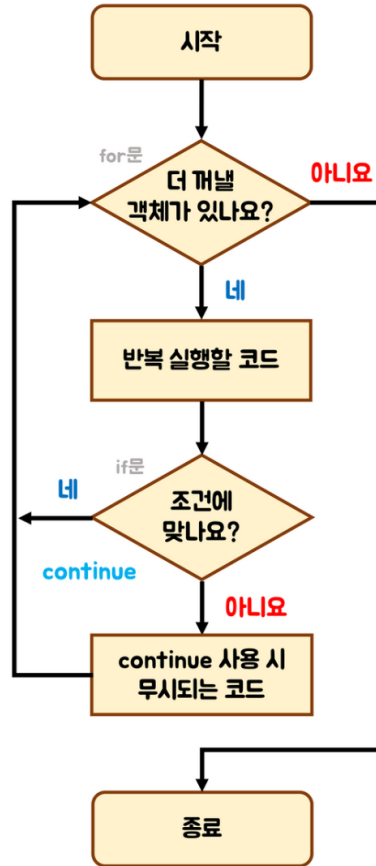 시작
for문
더 꺼낼
객체가 있나요?
아니요
네
반복 실행할 코드
if문
조건에
맞나요?
네
continue
아니요
continue 사용 시
무시되는 코드
종료